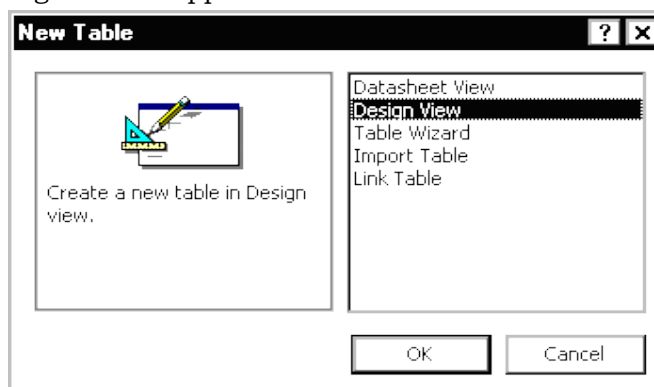 New Table
Create a new table in Design
view.
Datasheet View
Design View
Table Wizard
Import Table
Link Table
OK
Cancel